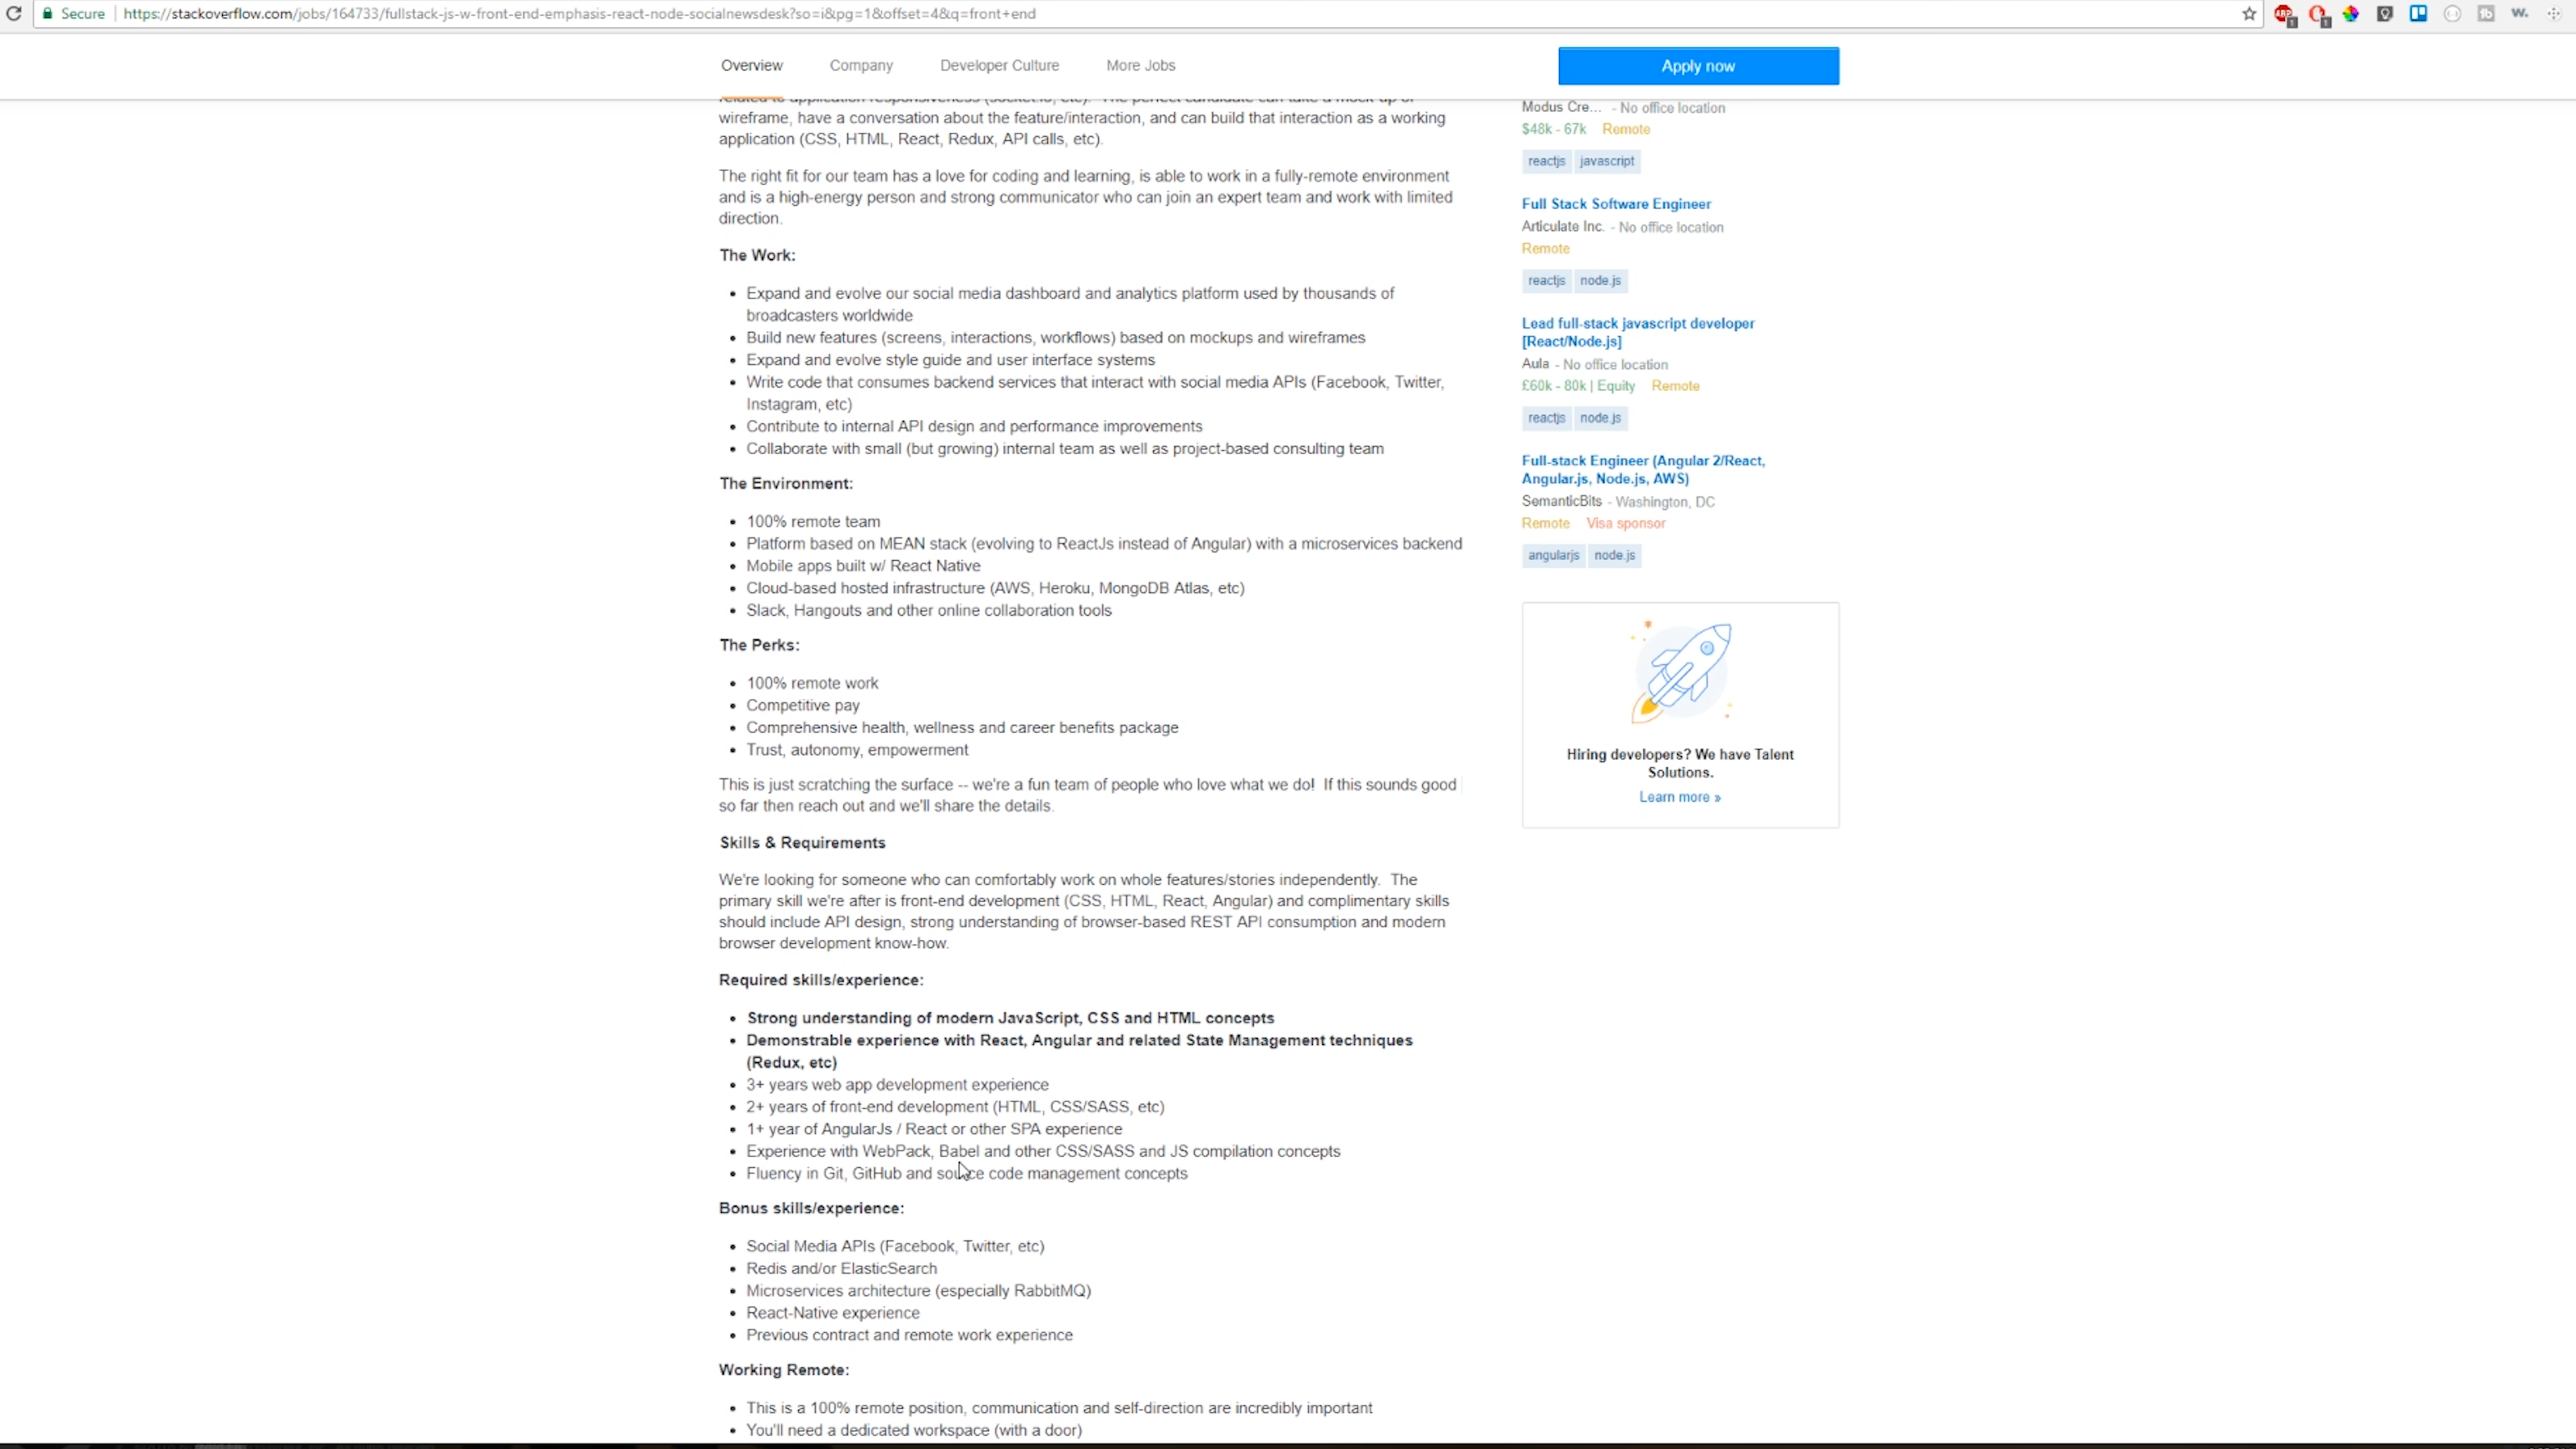 Secure https://stackoverflow.com/jobs/164733/fullstack-js-w-front-end-emphasis-react-node-socialnewsdesk?so=i&pg=1&offset=4&q=front+end
Overview Company Developer Culture More Jobs Apply now
related to application responsiveness (socket.io, etc). The perfect candidate can take a mock-up or
wireframe, have a conversation about the feature/interaction, and can build that interaction as a working
application (CSS, HTML, React, Redux, API calls, etc).
The right fit for our team has a love for coding and learning, is able to work in a fully-remote environment
and is a high-energy person and strong communicator who can join an expert team and work with limited
direction.
The Work:
Expand and evolve our social media dashboard and analytics platform used by thousands of
broadcasters worldwide
Build new features (screens, interactions, workflows) based on mockups and wireframes
Expand and evolve style guide and user interface systems
Write code that consumes backend services that interact with social media APIs (Facebook, Twitter,
Instagram, etc)
Contribute to internal API design and performance improvements
Collaborate with small (but growing) internal team as well as project-based consulting team
The Environment:
100% remote team
Platform based on MEAN stack (evolving to ReactJs instead of Angular) with a microservices backend
Mobile apps built w/ React Native
Cloud-based hosted infrastructure (AWS, Heroku, MongoDB Atlas, etc)
Slack, Hangouts and other online collaboration tools
The Perks:
100% remote work
Competitive pay
Comprehensive health, wellness and career benefits package
Trust, autonomy, empowerment
This is just scratching the surface -- we're a fun team of people who love what we do! If this sounds good
so far then reach out and we'll share the details.
Skills & Requirements
We're looking for someone who can comfortably work on whole features/stories independently. The
primary skill we're after is front-end development (CSS, HTML, React, Angular) and complimentary skills
should include API design, strong understanding of browser-based REST API consumption and modern
browser development know-how.
Required skills/experience:
Strong understanding of modern JavaScript, CSS and HTML concepts
Demonstrable experience with React, Angular and related State Management techniques
(Redux, etc)
3+ years web app development experience
2+ years of front-end development (HTML, CSS/SASS, etc)
1+ year of AngularJs / React or other SPA experience
Experience with WebPack, Babel and other CSS/SASS and JS compilation concepts
Fluency in Git, GitHub and source code management concepts
Bonus skills/experience:
Social Media APIs (Facebook, Twitter, etc)
Redis and/or ElasticSearch
Microservices architecture (especially RabbitMQ)
React-Native experience
Previous contract and remote work experience
Working Remote:
This is a 100% remote position, communication and self-direction are incredibly important
You'll need a dedicated workspace (with a door)
Modus Cre... - No office location
$48k - 67k Remote
reactjs javascript
Full Stack Software Engineer
Articulate Inc. - No office location
Remote
reactjs node.js
Lead full-stack javascript developer
[React/Node.js]
Aula - No office location
£60k - 80k | Equity Remote
reactjs node.js
Full-stack Engineer (Angular 2/React,
Angular.js, Node.js, AWS)
SemanticBits - Washington, DC
Remote Visa sponsor
angularjs node.js
Hiring developers? We have Talent
Solutions.
Learn more »